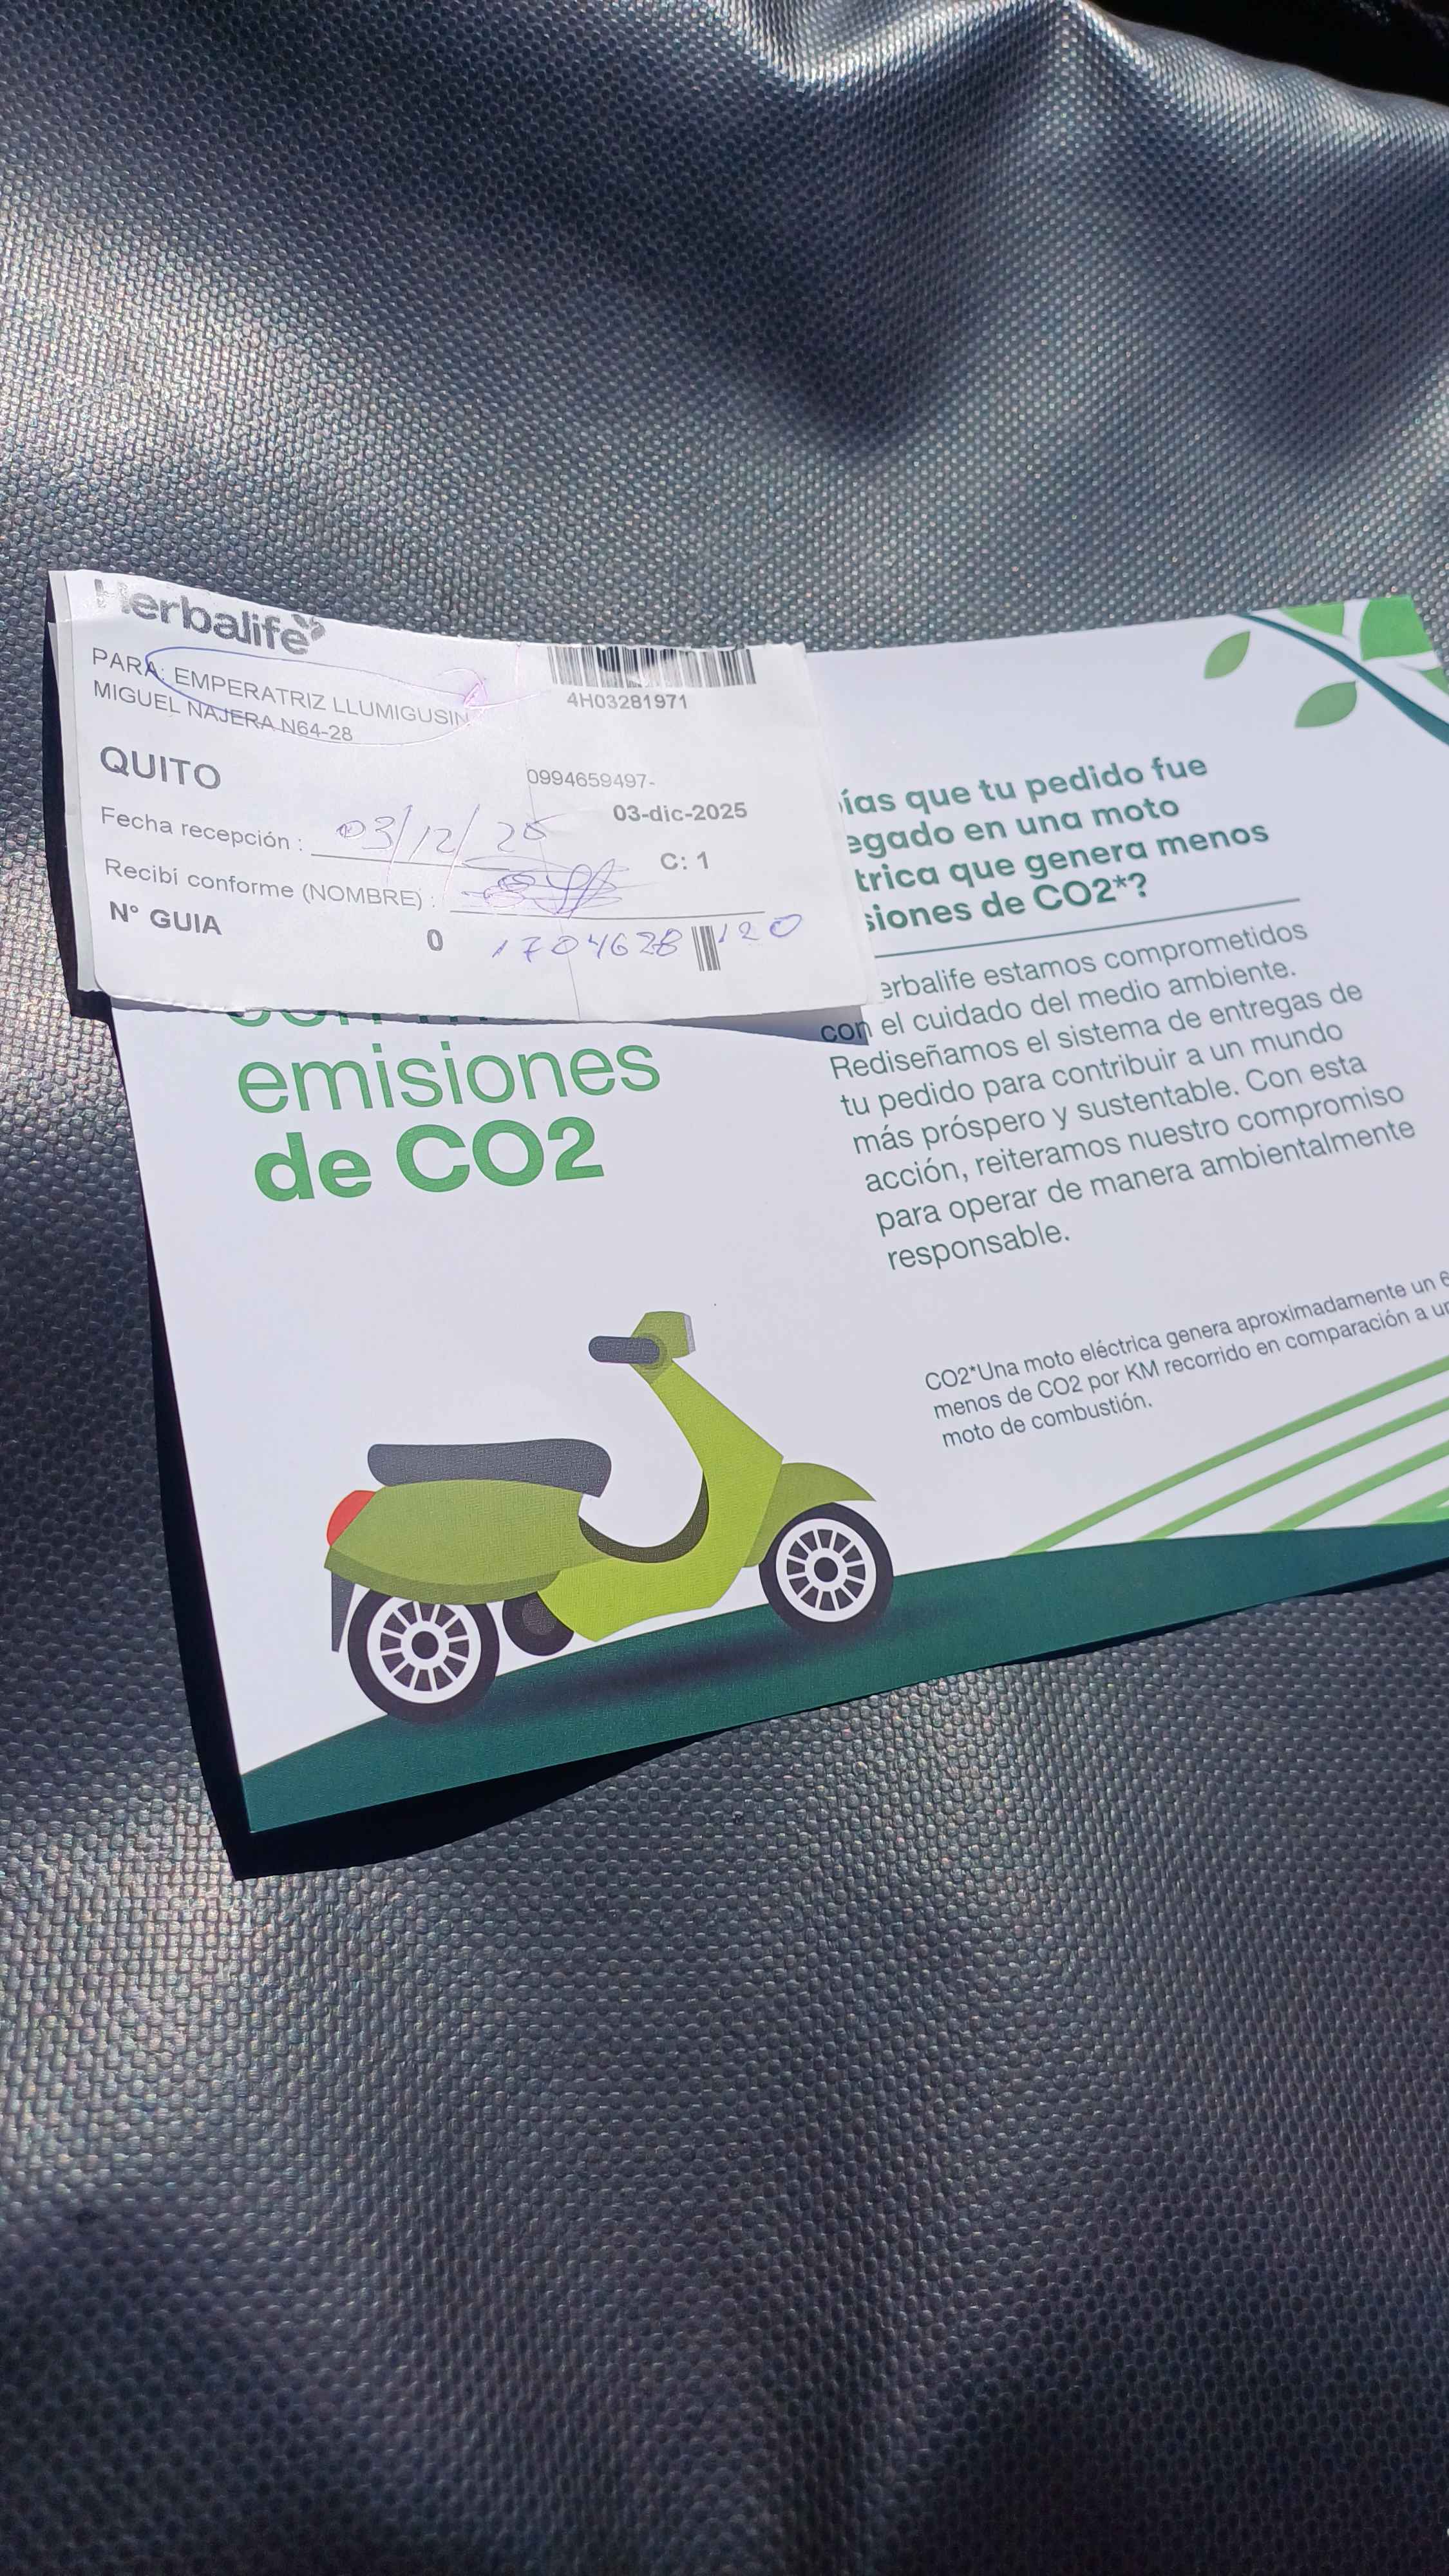 Herbalife
PARA: EMPERATRIZ LLUMIGUSIN
MIGUEL NAJERA N64-28
4H03281971
QUITO
0994659497-
03-dic-2025
Fecha recepción : 03/12/25
C: 1
Recibí conforme (NOMBRE) :
N° GUIA
0 1704628120
emisiones
de CO2
ías que tu pedido fue
egado en una moto
trica que genera menos
siones de CO2*?
erbalife estamos comprometidos
con el cuidado del medio ambiente.
Rediseñamos el sistema de entregas de
tu pedido para contribuir a un mundo
más próspero y sustentable. Con esta
acción, reiteramos nuestro compromiso
para operar de manera ambientalmente
responsable.
CO2*Una moto eléctrica genera aproximadamente un 6
menos de CO2 por KM recorrido en comparación a
moto de combustión.